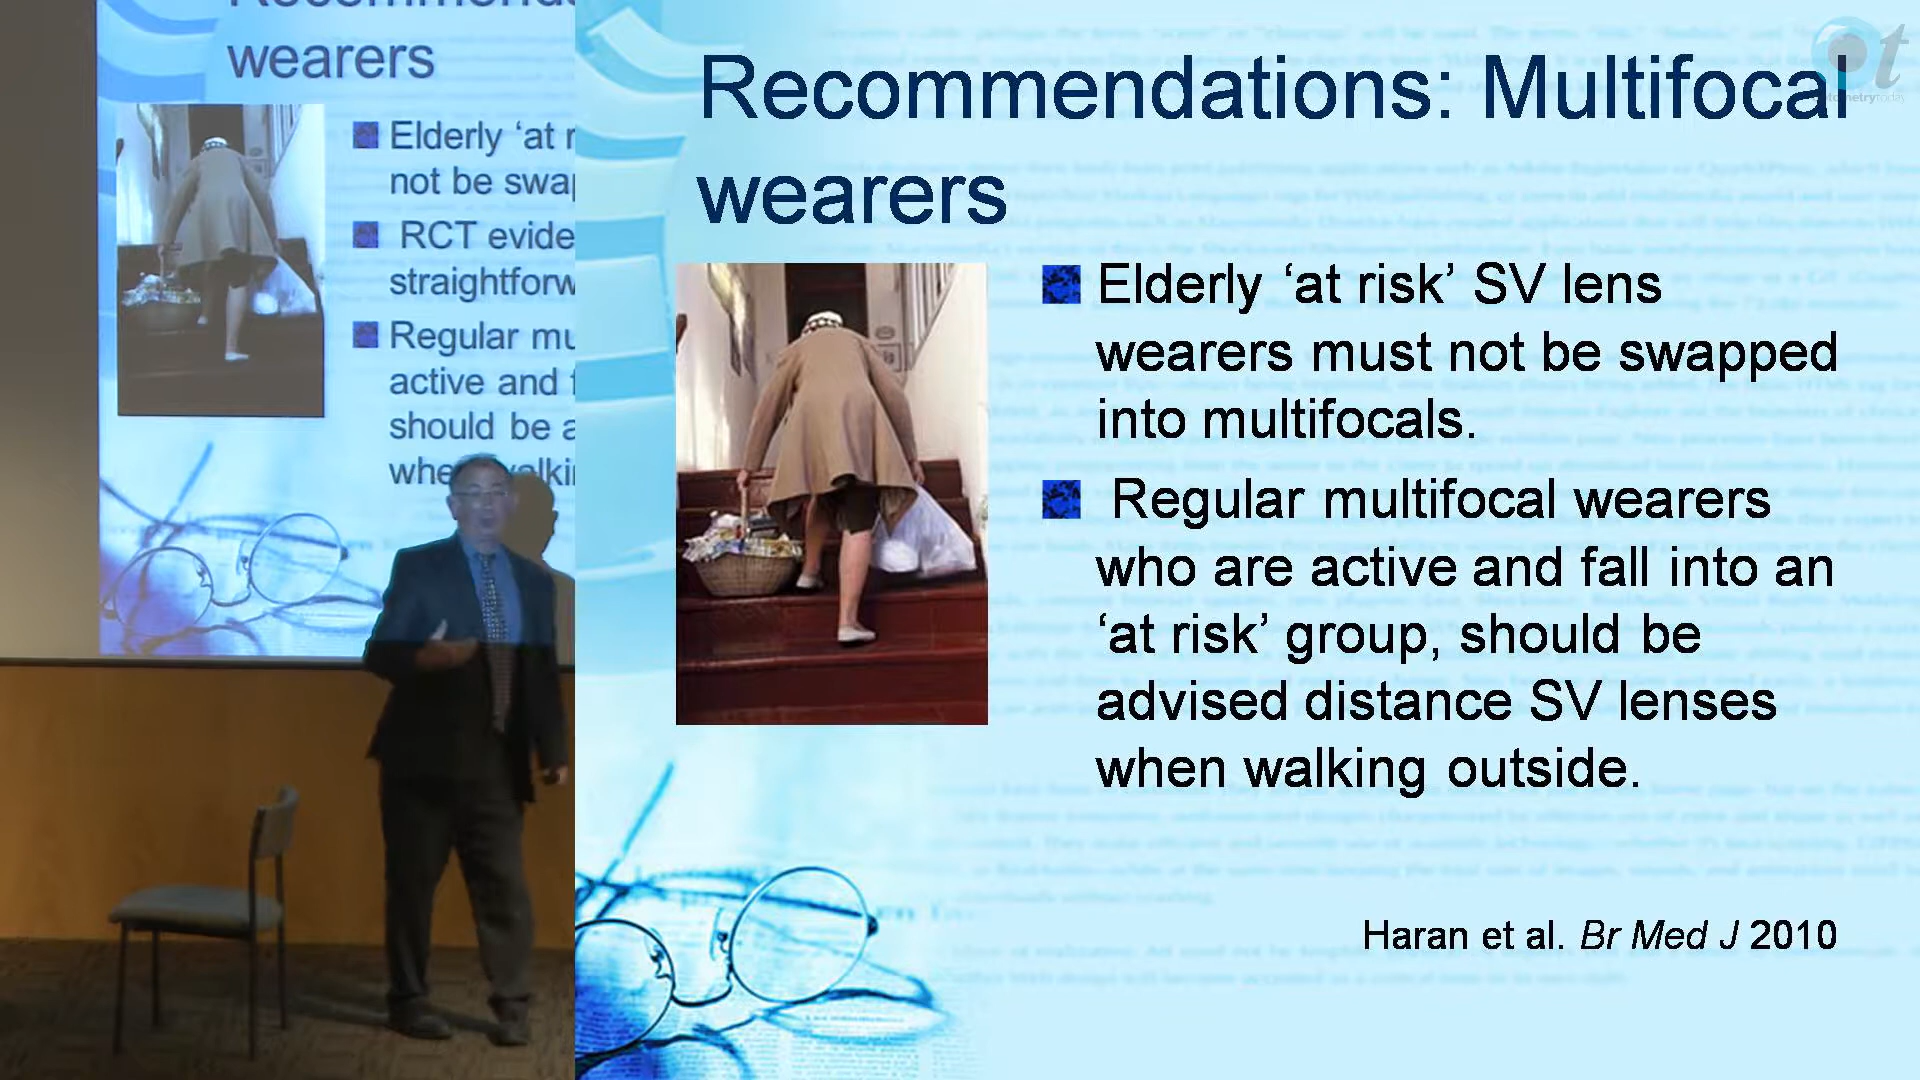 wearers
Elderly ‘at r
not be swap
RCT evide
straightforw
Regular mu
active and f
should be a
when walki
Recommendations: Multifocal
wearers
Elderly ‘at risk’ SV lens
wearers must not be swapped
into multifocals.
Regular multifocal wearers
who are active and fall into an
‘at risk’ group, should be
advised distance SV lenses
when walking outside.
Haran et al. Br Med J 2010
ot
optometrytoday